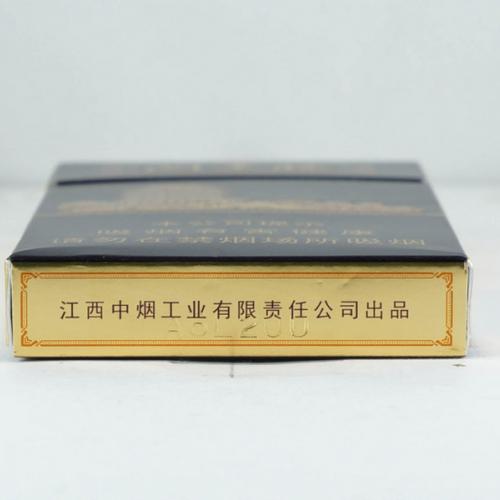 本公司提示
吸烟有害健康
请勿在禁烟场所吸烟
江西中烟工业有限责任公司出品